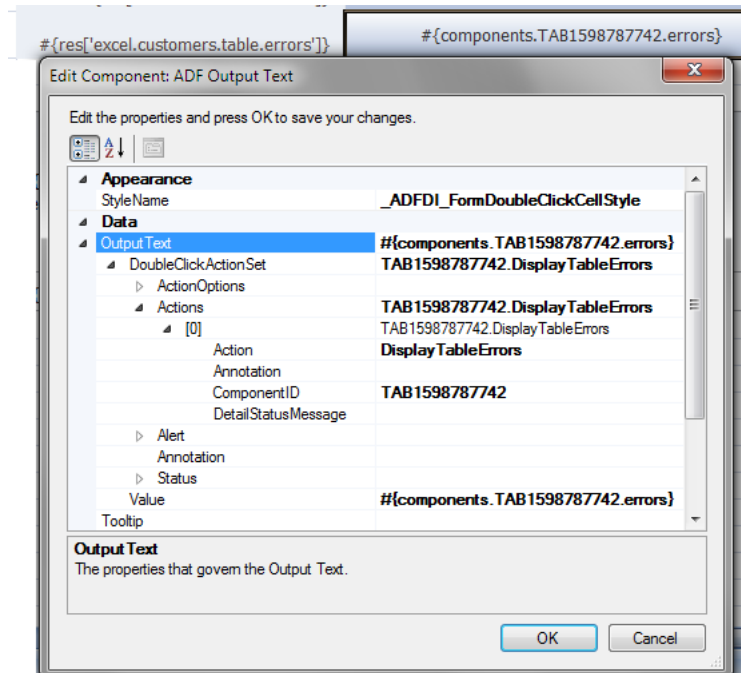 #{res['excel.customers.table.errors']}
#{components.TAB1598787742.errors}
Edit Component: ADF Output Text
Edit the properties and press OK to save your changes.
Appearance
StyleName _ADFDI_FormDoubleClickCellStyle
Data
OutputText #{components.TAB1598787742.errors}
DoubleClickActionSet TAB1598787742.DisplayTableErrors
ActionOptions
Actions TAB1598787742.DisplayTableErrors
[0] TAB1598787742.DisplayTableErrors
Action DisplayTableErrors
Annotation
ComponentID TAB1598787742
DetailStatusMessage
Alert
Annotation
Status
Value #{components.TAB1598787742.errors}
Tooltip
OutputText
The properties that govern the Output Text.
OK Cancel